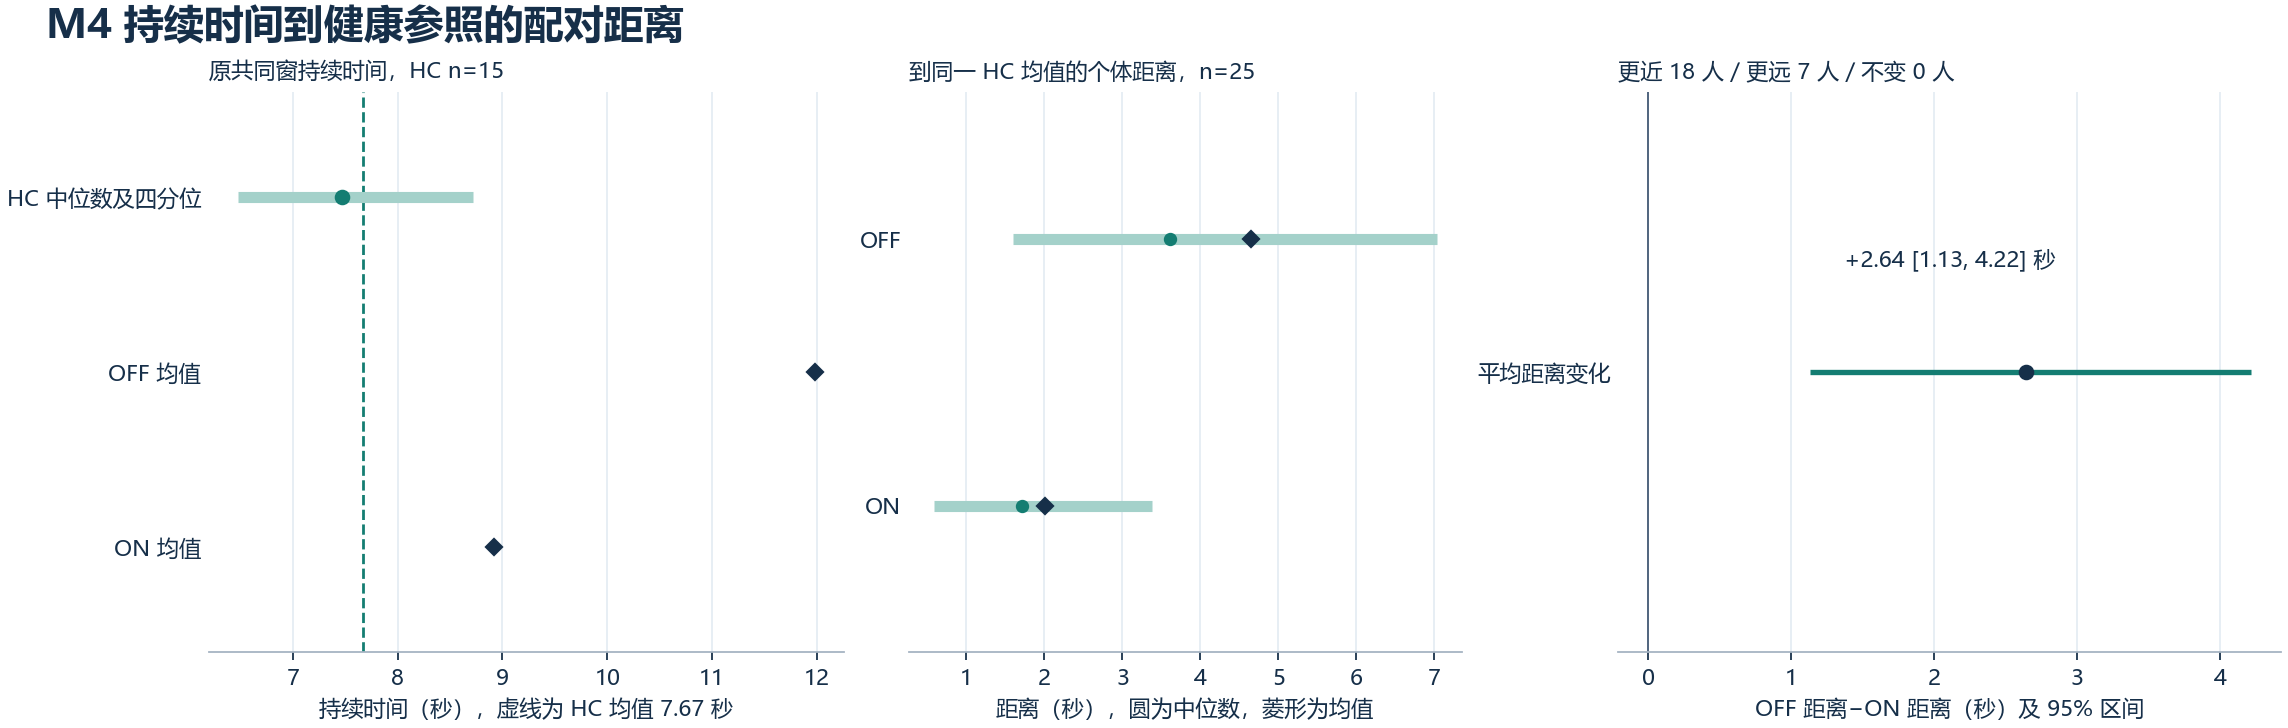 M4 持续时间到健康参照的配对距离
原共同窗持续时间，HC n=15
HC 中位数及四分位
OFF 均值
ON 均值
7 8 9 10 11 12
持续时间（秒），虚线为 HC 均值 7.67 秒
到同一 HC 均值的个体距离，n=25
OFF
ON
1 2 3 4 5 6 7
距离（秒），圆为中位数，菱形为均值
更近 18 人 / 更远 7 人 / 不变 0 人
+2.64 [1.13, 4.22] 秒
平均距离变化
0 1 2 3 4
OFF 距离−ON 距离（秒）及 95% 区间